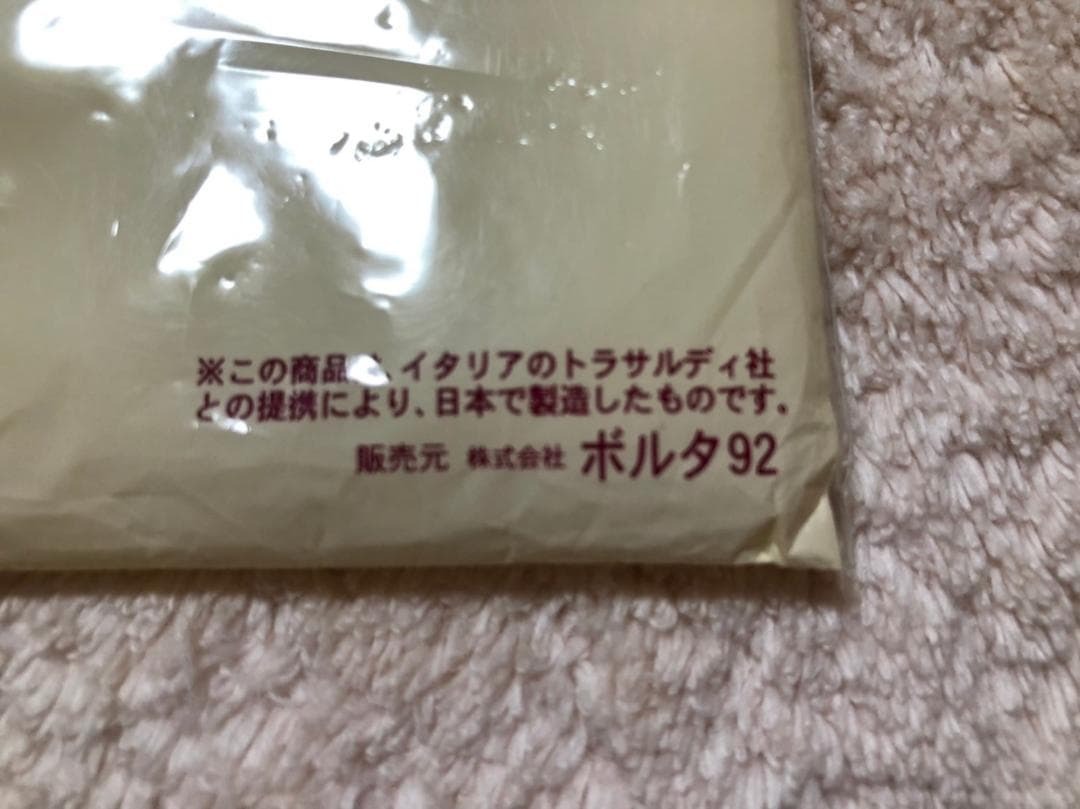 ※この商品は、イタリアのトラサルディ社
との提携により、日本で製造したものです。
販売元 株式会社 ボルタ92